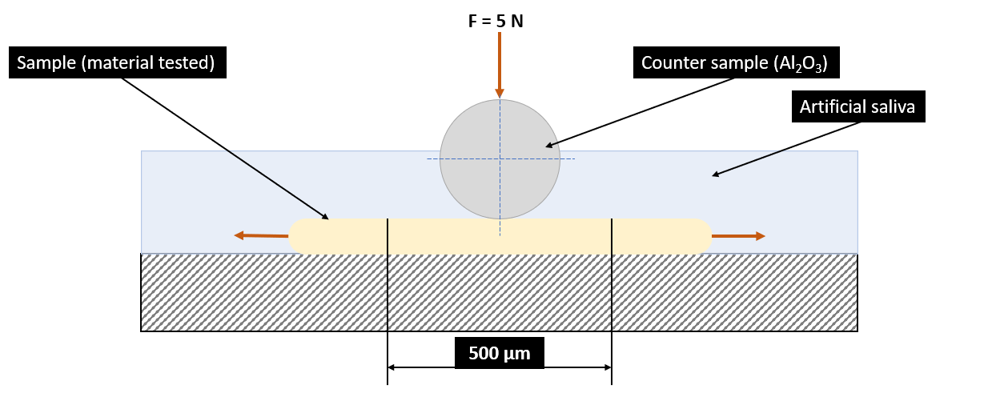 F = 5 N
Sample (material tested)
Counter sample (Al₂O₃)
Artificial saliva
500 µm